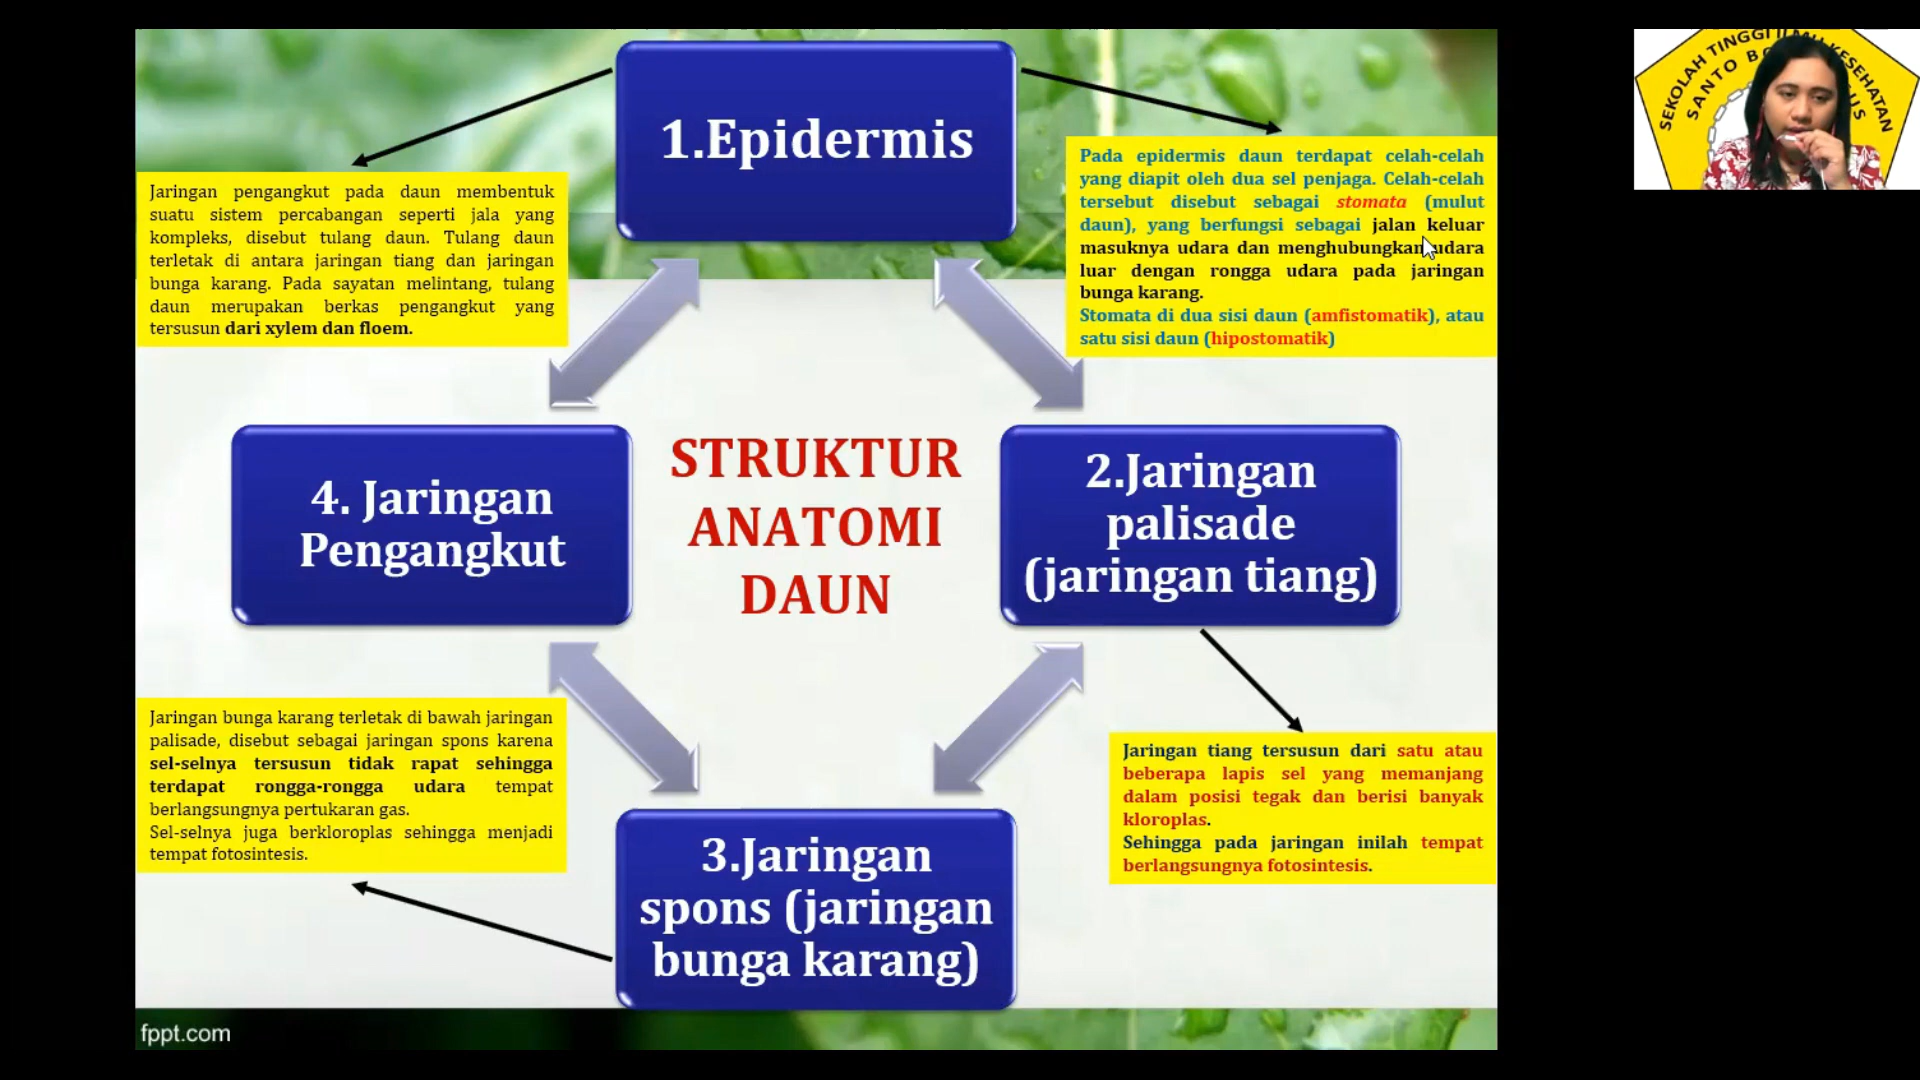 1.Epidermis
Jaringan pengangkut pada daun membentuk
suatu sistem percabangan seperti jala yang
kompleks, disebut tulang daun. Tulang daun
terletak di antara jaringan tiang dan jaringan
bunga karang. Pada sayatan melintang, tulang
daun merupakan berkas pengangkut yang
tersusun dari xylem dan floem.
Pada epidermis daun terdapat celah-celah
yang diapit oleh dua sel penjaga. Celah-celah
tersebut disebut sebagai stomata (mulut
daun), yang berfungsi sebagai jalan keluar
masuknya udara dan menghubungkan udara
luar dengan rongga udara pada jaringan
bunga karang.
Stomata di dua sisi daun (amfistomatik), atau
satu sisi daun (hipostomatik)
4. Jaringan
Pengangkut
STRUKTUR
ANATOMI
DAUN
2.Jaringan
palisade
(jaringan tiang)
Jaringan bunga karang terletak di bawah jaringan
palisade, disebut sebagai jaringan spons karena
sel-selnya tersusun tidak rapat sehingga
terdapat rongga-rongga udara tempat
berlangsungnya pertukaran gas.
Sel-selnya juga berkloroplas sehingga menjadi
tempat fotosintesis.
Jaringan tiang tersusun dari satu atau
beberapa lapis sel yang memanjang
dalam posisi tegak dan berisi banyak
kloroplas.
Sehingga pada jaringan inilah tempat
berlangsungnya fotosintesis.
3.Jaringan
spons (jaringan
bunga karang)
fppt.com
SEKOLAH TINGGI ILMU KESEHATAN
SANTO